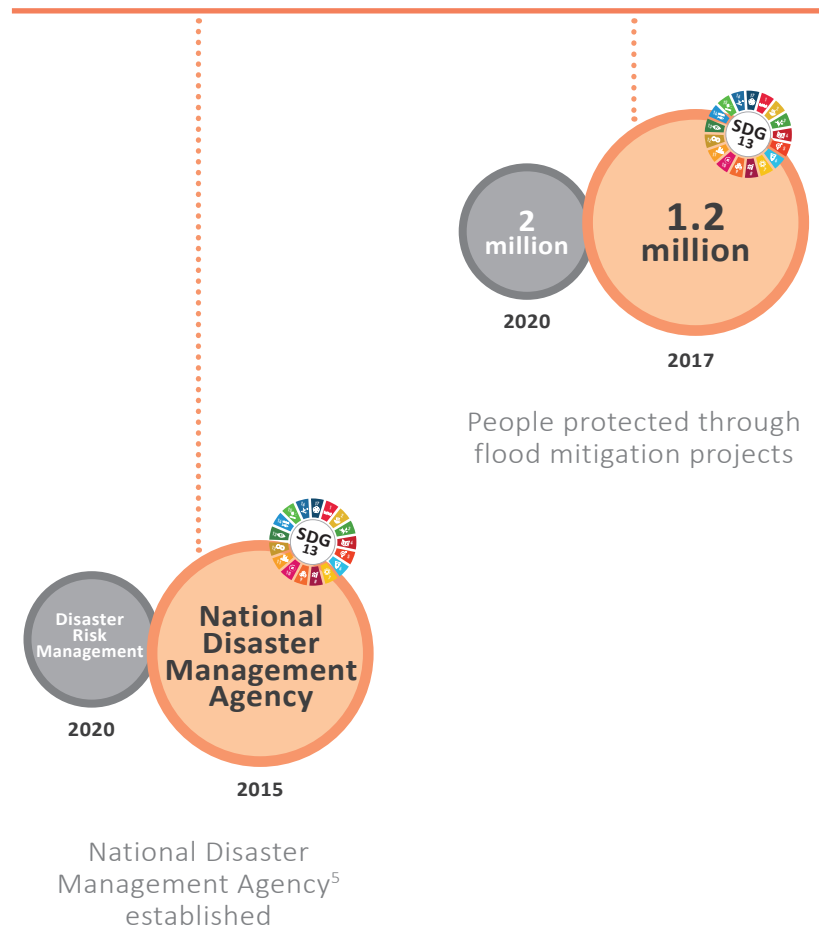 SDG
13
2
million
1.2
million
2020
2017
People protected through
flood mitigation projects
SDG
13
Disaster
Risk
Management
National
Disaster
Management
Agency
2020
2015
National Disaster
Management Agency⁵
established